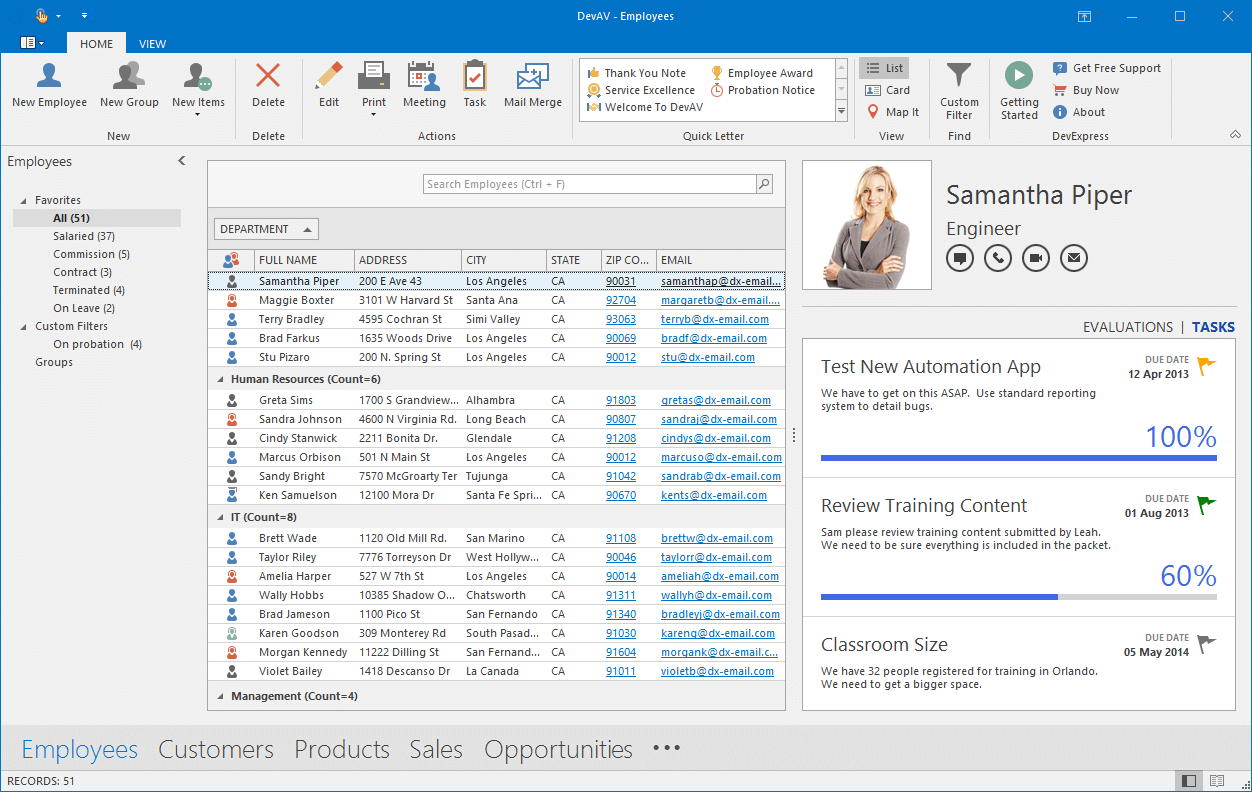 DevAV - Employees
HOME VIEW
New Employee New Group New Items
New
Delete
Delete
Edit Print Meeting Task Mail Merge
Actions
Thank You Note Employee Award
Service Excellence Probation Notice
Welcome To DevAV
Quick Letter
List
Card
Map It
View
Custom
Filter
Find
Getting
Started
Get Free Support
Buy Now
About
DevExpress
Employees
Favorites
All (51)
Salaried (37)
Commission (5)
Contract (3)
Terminated (4)
On Leave (2)
Custom Filters
On probation (4)
Groups
Search Employees (Ctrl + F)
DEPARTMENT
FULL NAME ADDRESS CITY STATE ZIP CO... EMAIL
Samantha Piper 200 E Ave 43 Los Angeles CA 90031 samanthap@dx-email...
Maggie Boxter 3101 W Harvard St Santa Ana CA 92704 margaretb@dx-email....
Terry Bradley 4595 Cochran St Simi Valley CA 93063 terryb@dx-email.com
Brad Farkus 1635 Woods Drive Los Angeles CA 90069 bradf@dx-email.com
Stu Pizaro 200 N. Spring St Los Angeles CA 90012 stu@dx-email.com
Human Resources (Count=6)
Greta Sims 1700 S Grandview... Alhambra CA 91803 gretas@dx-email.com
Sandra Johnson 4600 N Virginia Rd. Long Beach CA 90807 sandraj@dx-email.com
Cindy Stanwick 2211 Bonita Dr. Glendale CA 91208 cindys@dx-email.com
Marcus Orbison 501 N Main St Los Angeles CA 90012 marcuso@dx-email.com
Sandy Bright 7570 McGroarty Ter Tujunga CA 91042 sandrab@dx-email.com
Ken Samuelson 12100 Mora Dr Santa Fe Spri... CA 90670 kents@dx-email.com
IT (Count=8)
Brett Wade 1120 Old Mill Rd. San Marino CA 91108 brettw@dx-email.com
Taylor Riley 7776 Torreyson Dr West Hollyw... CA 90046 taylorr@dx-email.com
Amelia Harper 527 W 7th St Los Angeles CA 90014 ameliah@dx-email.com
Wally Hobbs 10385 Shadow O... Chatsworth CA 91311 wallyh@dx-email.com
Brad Jameson 1100 Pico St San Fernando CA 91340 bradleyj@dx-email.com
Karen Goodson 309 Monterey Rd South Pasad... CA 91030 kareng@dx-email.com
Morgan Kennedy 11222 Dilling St San Fernand... CA 91604 morgank@dx-email.c...
Violet Bailey 1418 Descanso Dr La Canada CA 91011 violetb@dx-email.com
Management (Count=4)
Samantha Piper
Engineer
EVALUATIONS | TASKS
Test New Automation App
DUE DATE
12 Apr 2013
We have to get on this ASAP. Use standard reporting
system to detail bugs.
100%
Review Training Content
DUE DATE
01 Aug 2013
Sam please review training content submitted by Leah.
We need to be sure everything is included in the packet.
60%
Classroom Size
DUE DATE
05 May 2014
We have 32 people registered for training in Orlando.
We need to get a bigger space.
Employees Customers Products Sales Opportunities •••
RECORDS: 51